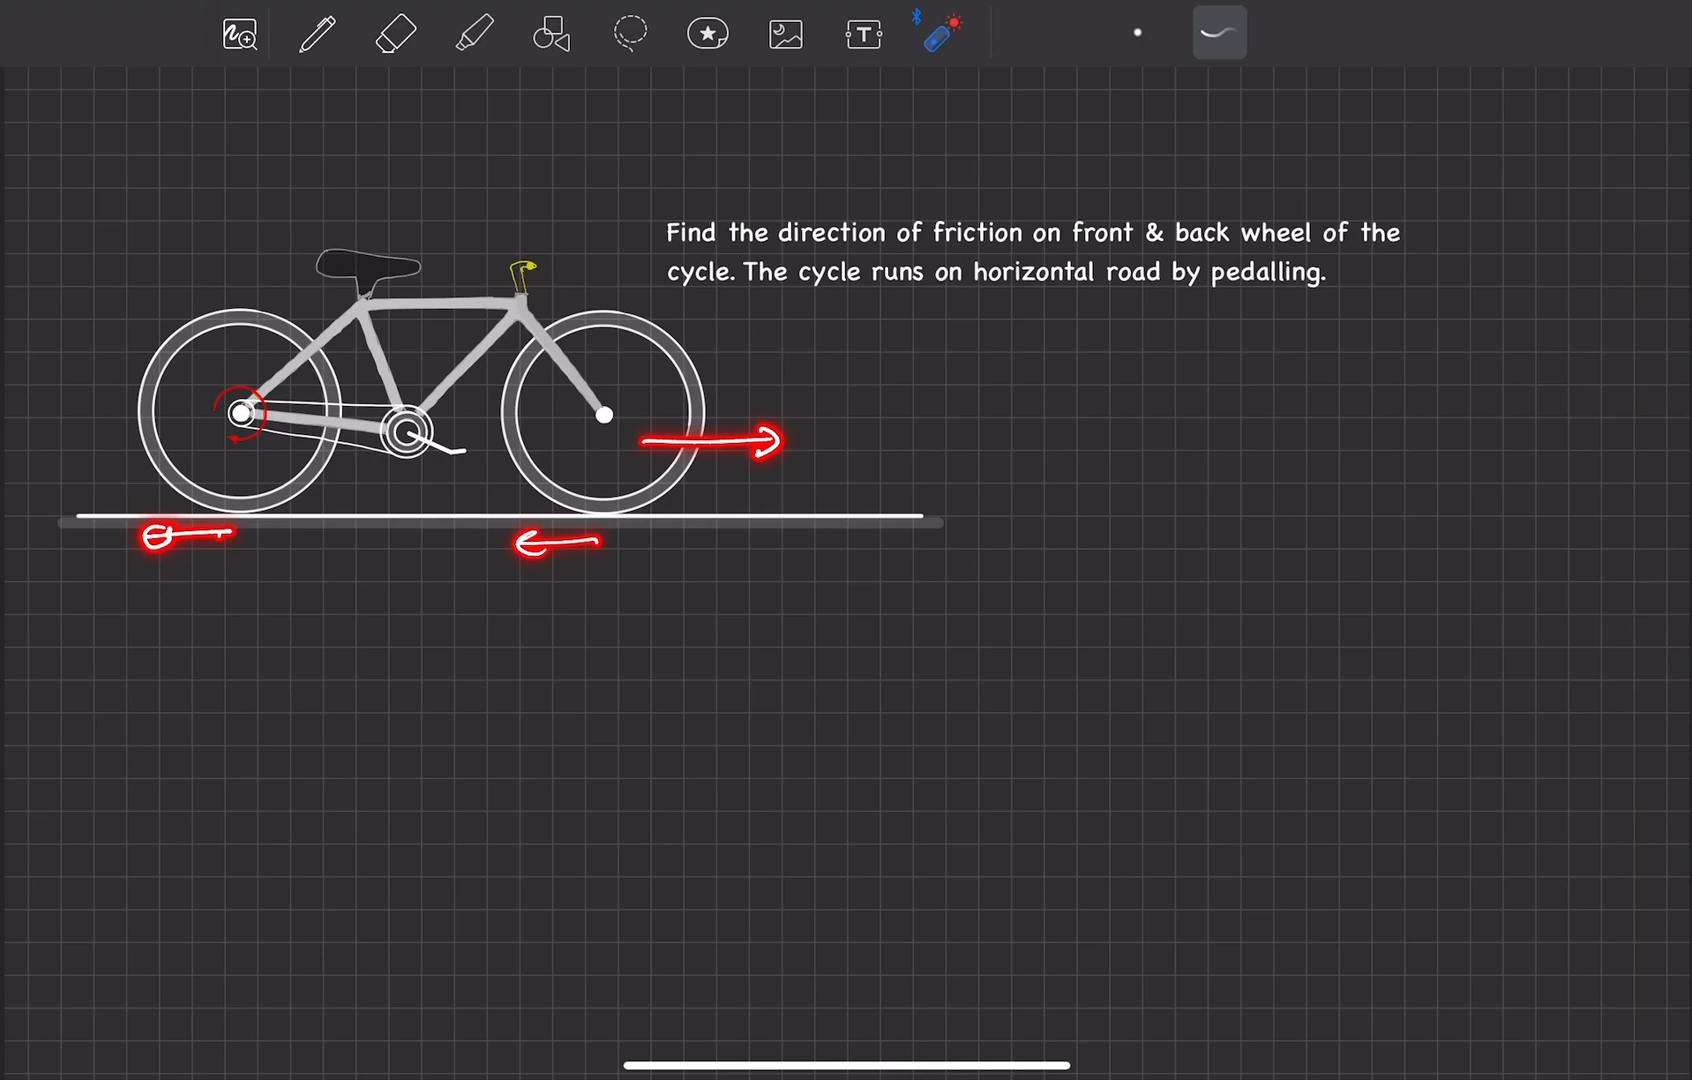 T
Find the direction of friction on front & back wheel of the
cycle. The cycle runs on horizontal road by pedalling.